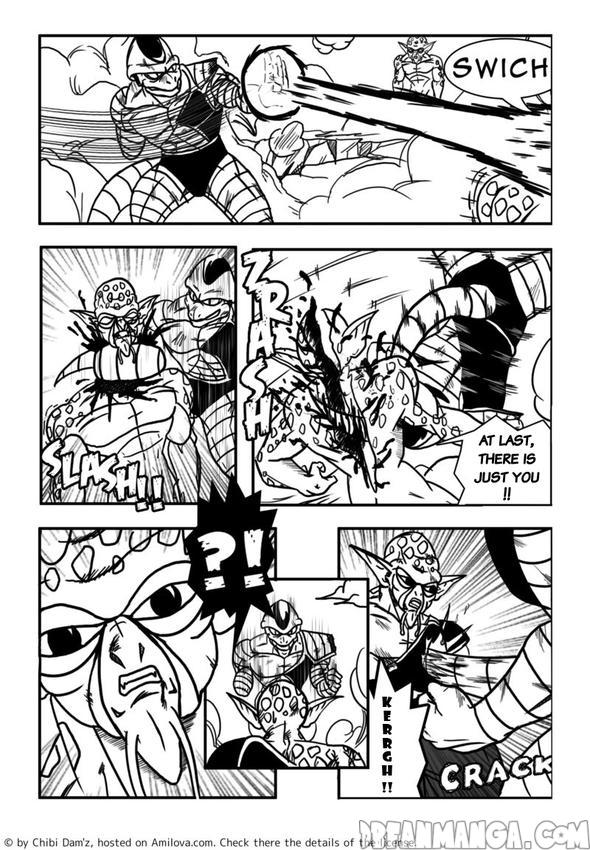 SWICH
ZRASH
SLASH!!
AT LAST,
THERE IS
JUST YOU
!!
?!
KERRGH!!
CRACK
© by Chibi Dam'z, hosted on Amilova.com. Check there the details of the license.
DREAMMANGA.COM